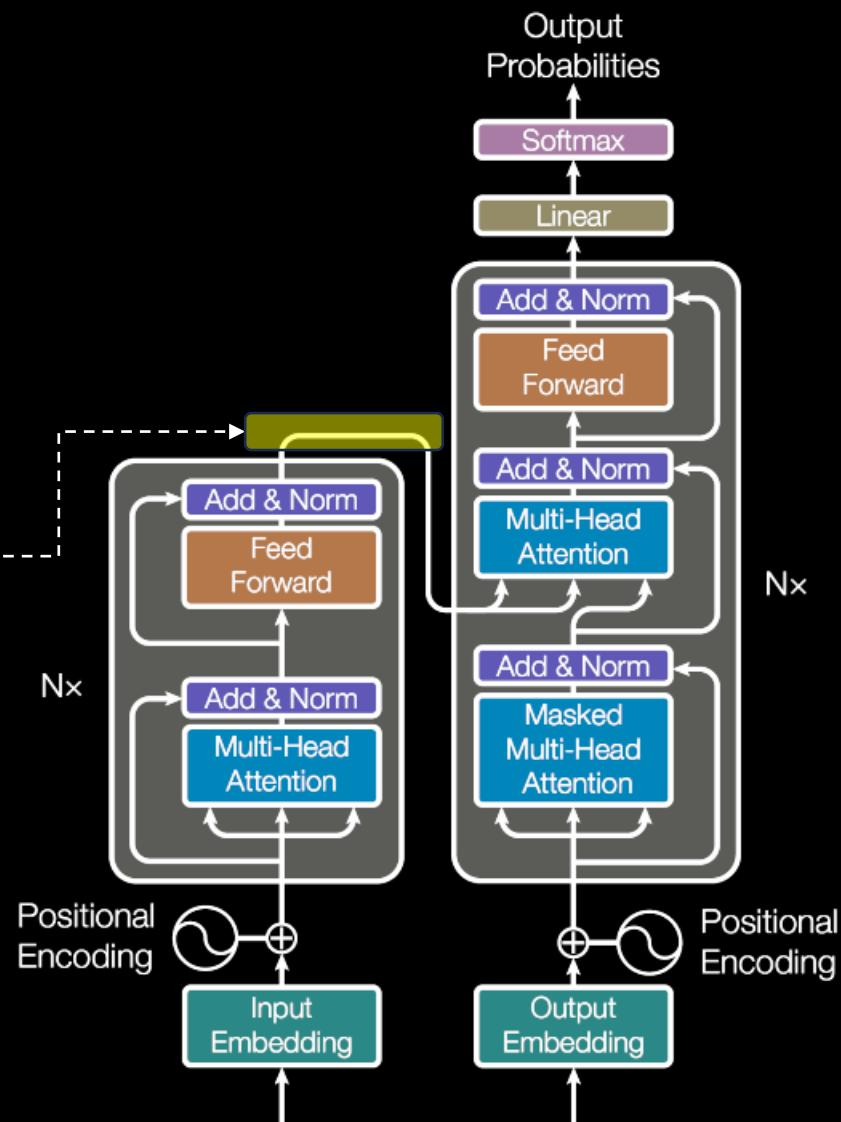 Output
Probabilities
Softmax
Linear
Add & Norm
Feed
Forward
Add & Norm
Multi-Head
Attention
Nx
Add & Norm
Masked
Multi-Head
Attention
Add & Norm
Feed
Forward
Nx
Add & Norm
Multi-Head
Attention
Positional
Encoding
Positional
Encoding
Input
Embedding
Output
Embedding